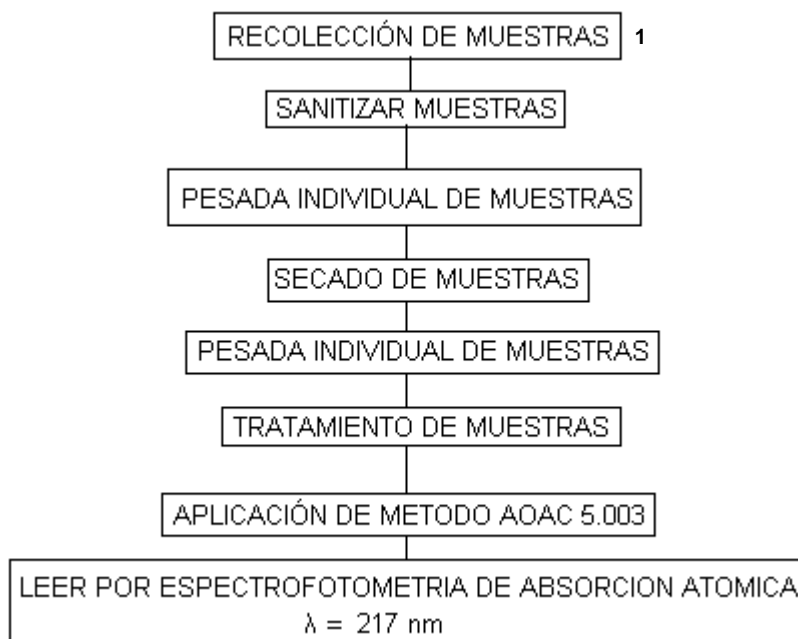 RECOLECCIÓN DE MUESTRAS 1
SANITIZAR MUESTRAS
PESADA INDIVIDUAL DE MUESTRAS
SECADO DE MUESTRAS
PESADA INDIVIDUAL DE MUESTRAS
TRATAMIENTO DE MUESTRAS
APLICACIÓN DE METODO AOAC 5.003
LEER POR ESPECTROFOTOMETRIA DE ABSORCION ATOMICA
λ = 217 nm